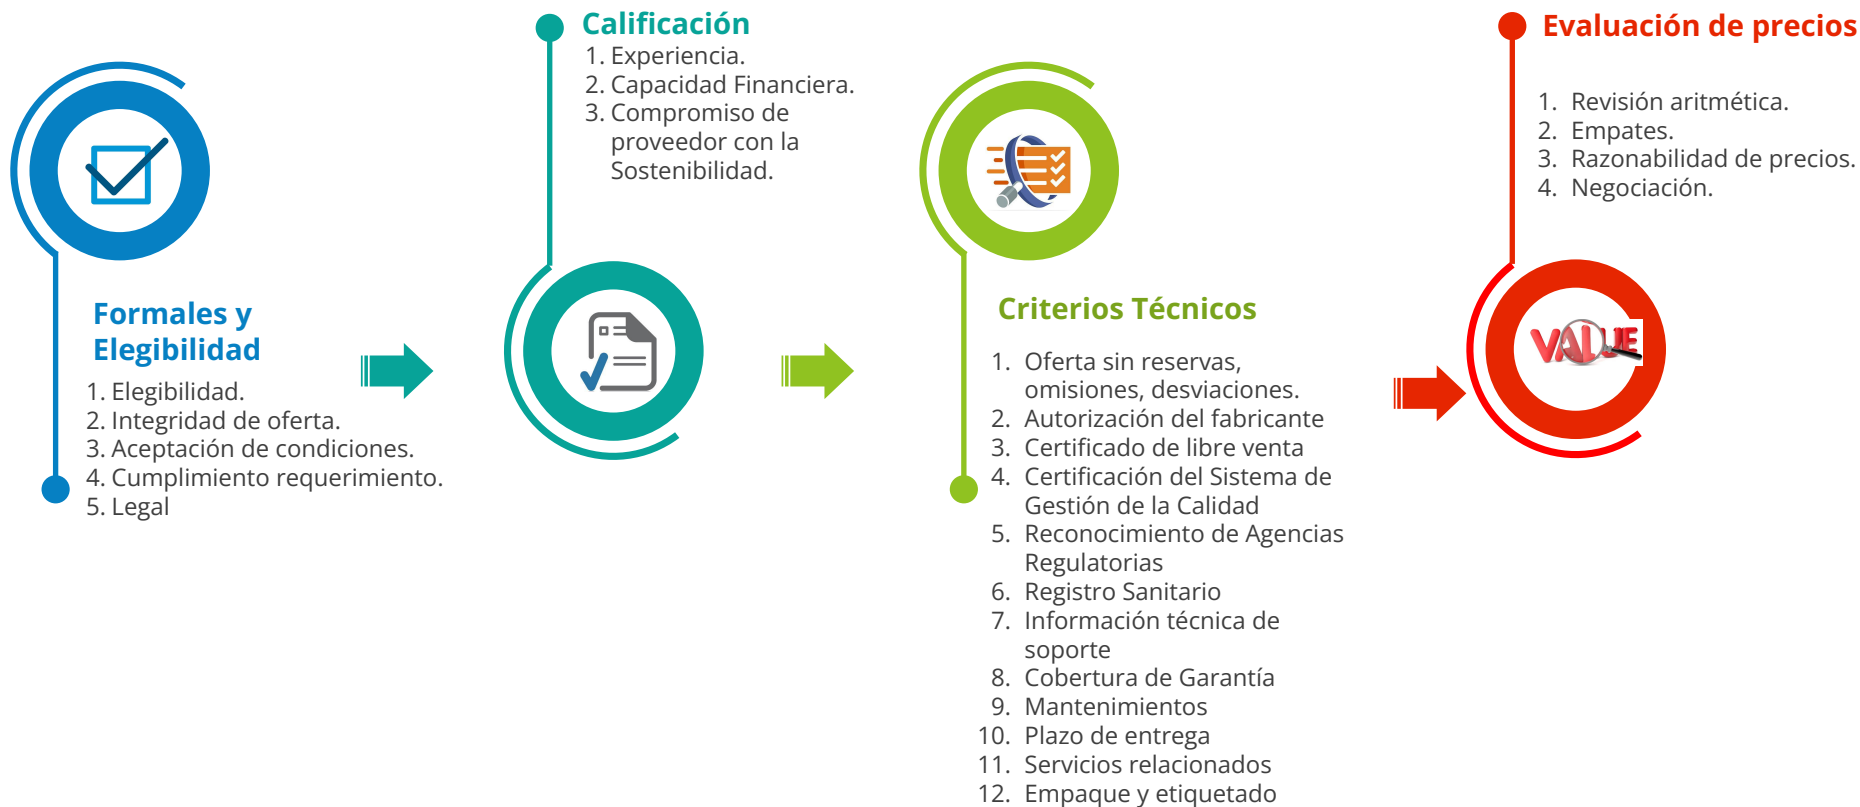 Formales y
Elegibilidad
1. Elegibilidad.
2. Integridad de oferta.
3. Aceptación de condiciones.
4. Cumplimiento requerimiento.
5. Legal
Calificación
1. Experiencia.
2. Capacidad Financiera.
3. Compromiso de
proveedor con la
Sostenibilidad.
Criterios Técnicos
1. Oferta sin reservas,
omisiones, desviaciones.
2. Autorización del fabricante
3. Certificado de libre venta
4. Certificación del Sistema de
Gestión de la Calidad
5. Reconocimiento de Agencias
Regulatorias
6. Registro Sanitario
7. Información técnica de
soporte
8. Cobertura de Garantía
9. Mantenimientos
10. Plazo de entrega
11. Servicios relacionados
12. Empaque y etiquetado
Evaluación de precios
1. Revisión aritmética.
2. Empates.
3. Razonabilidad de precios.
4. Negociación.
VALUE